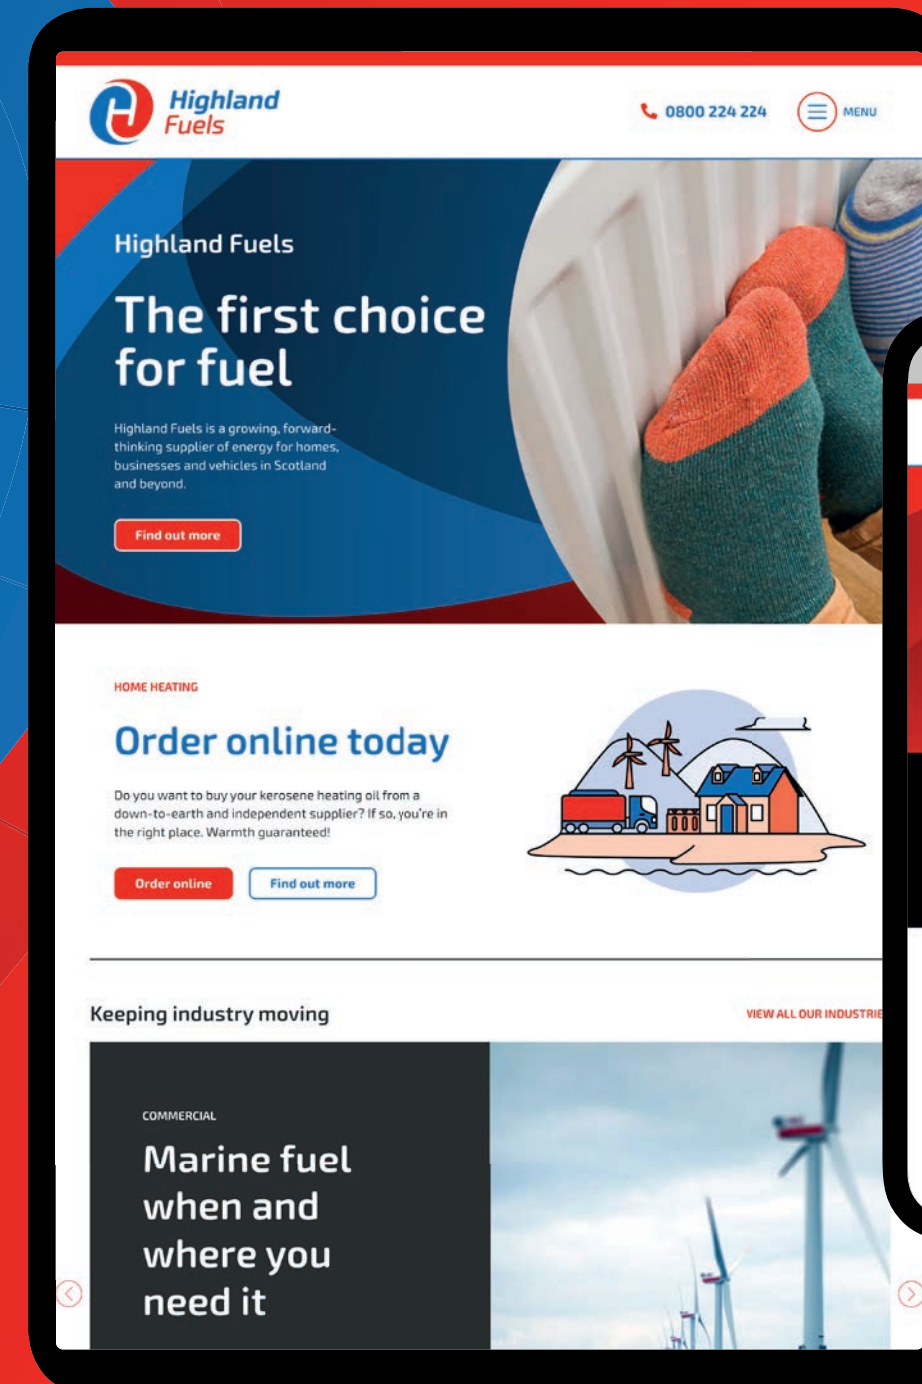 Highland
Fuels
0800 224 224
MENU
Highland Fuels
The first choice
for fuel
Highland Fuels is a growing, forward-
thinking supplier of energy for homes,
businesses and vehicles in Scotland
and beyond.
Find out more
HOME HEATING
Order online today
Do you want to buy your kerosene heating oil from a
down-to-earth and independent supplier? If so, you're in
the right place. Warmth guaranteed!
Order online
Find out more
Keeping industry moving
VIEW ALL OUR INDUSTRIE
COMMERCIAL
Marine fuel
when and
where you
need it